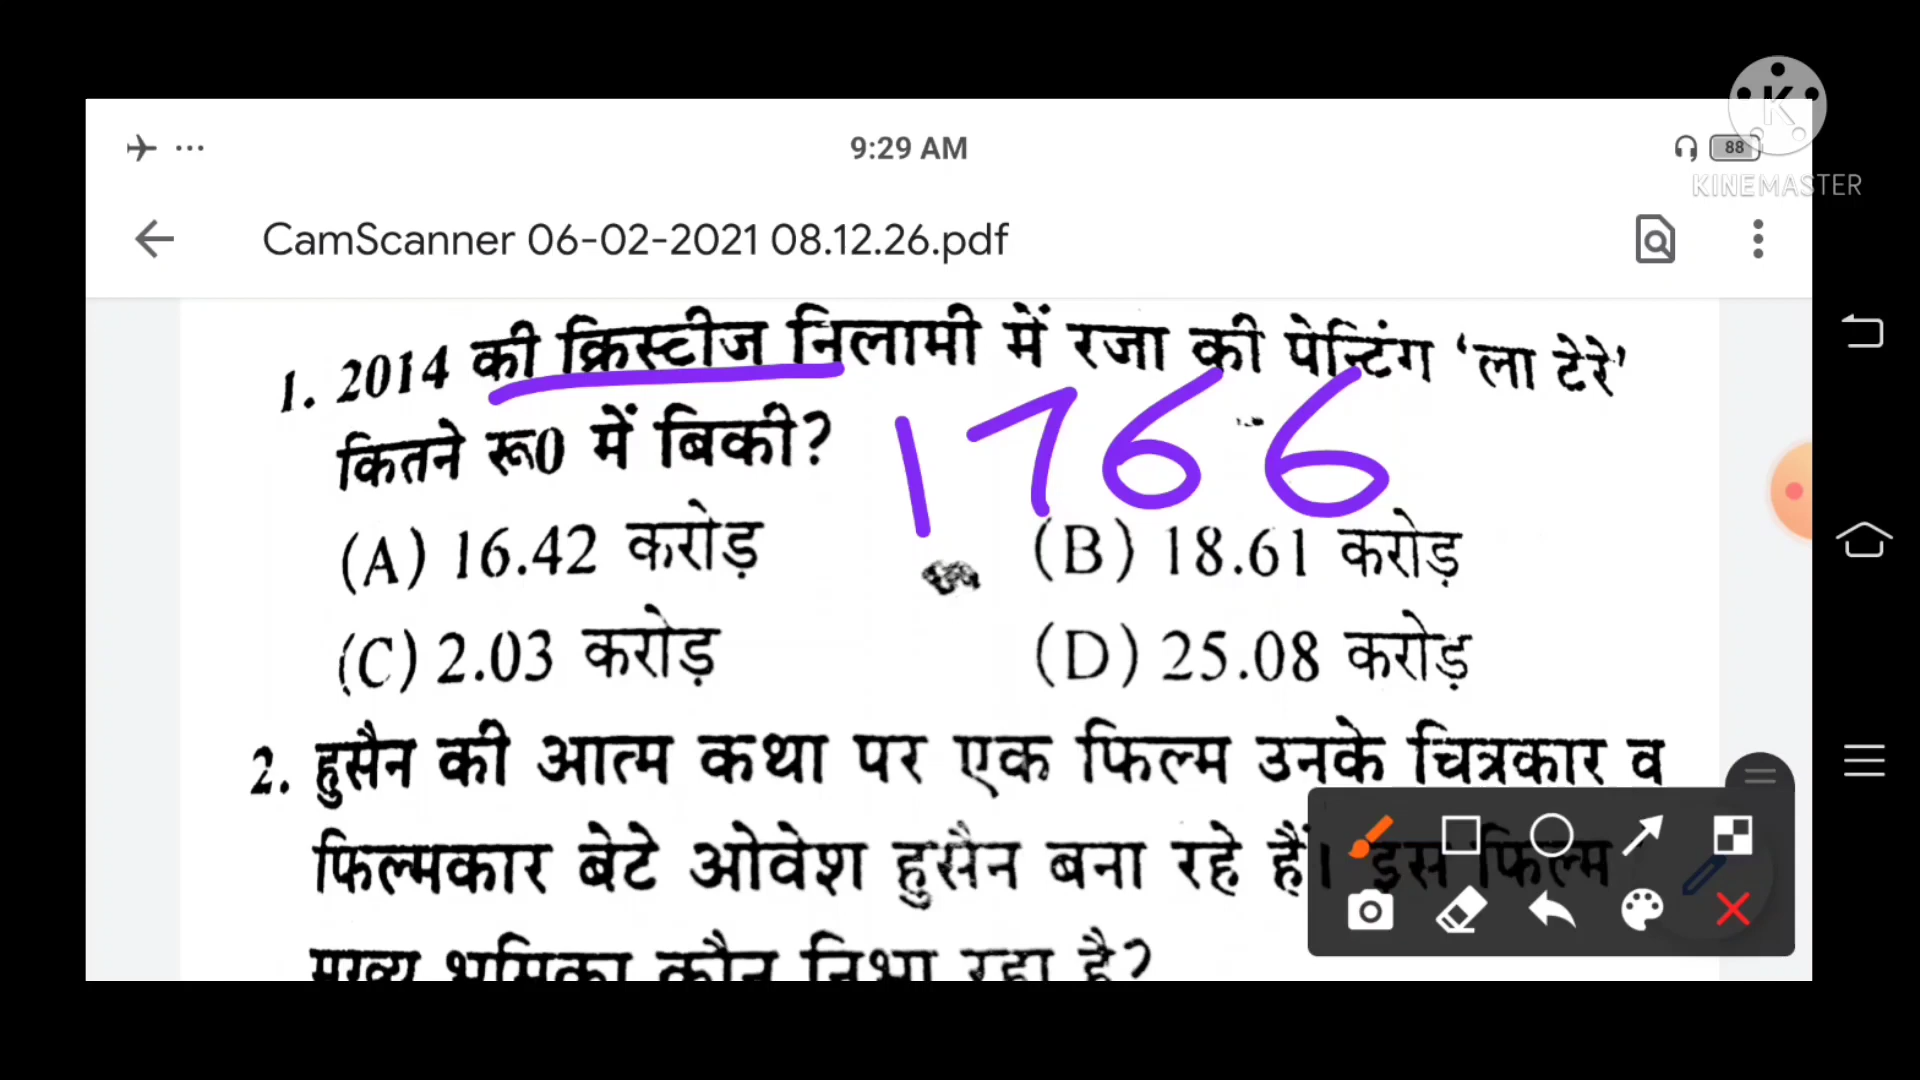 9:29 AM
88
K
KINEMASTER
CamScanner 06-02-2021 08.12.26.pdf
1. 2014 की क्रिस्टीज निलामी में रजा की पेन्टिंग ‘ला टेरे’
कितने रू0 में बिकी?
1766
(A) 16.42 करोड़ (B) 18.61 करोड़
(C) 2.03 करोड़ (D) 25.08 करोड़
2. हुसैन की आत्म कथा पर एक फिल्म उनके चित्रकार व
फिल्मकार बेटे ओवेश हुसैन बना रहे हैं। इस फिल्म
मुख्य भूमिका कौन निभा रहा है?